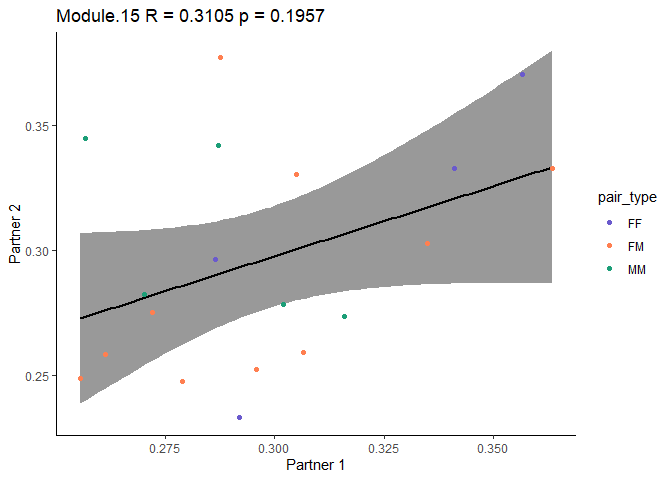 Module.15 R = 0.3105 p = 0.1957
Partner 2
0.35
0.30
0.25
0.275
0.300
0.325
0.350
Partner 1
pair_type
FF
FM
MM